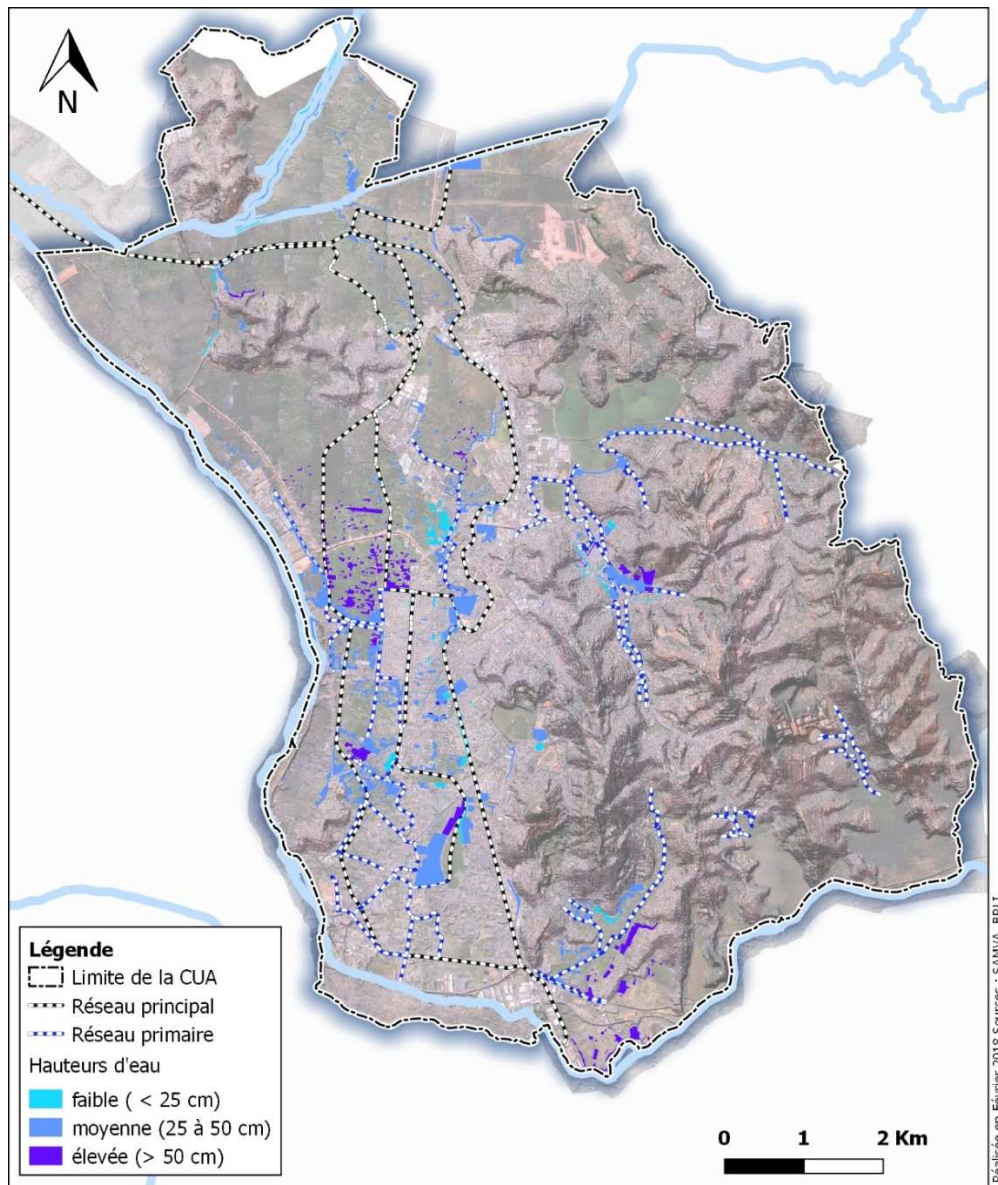 N
Légende
Limite de la CUA
Réseau principal
Réseau primaire
Hauteurs d'eau
faible ( < 25 cm)
moyenne (25 à 50 cm)
élevée (> 50 cm)
0 1 2 Km
Réalisée en Février 2018 Sources : SAMVA, BRLI